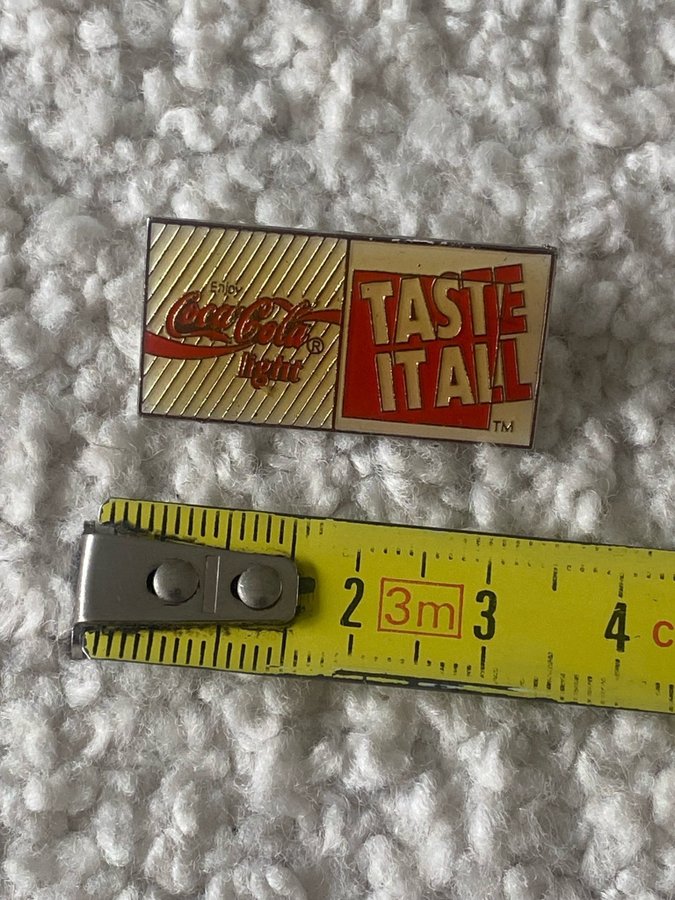 Enjoy
Coca-Cola®
light
TASTE
IT ALL
TM
2 3m 3 4 c